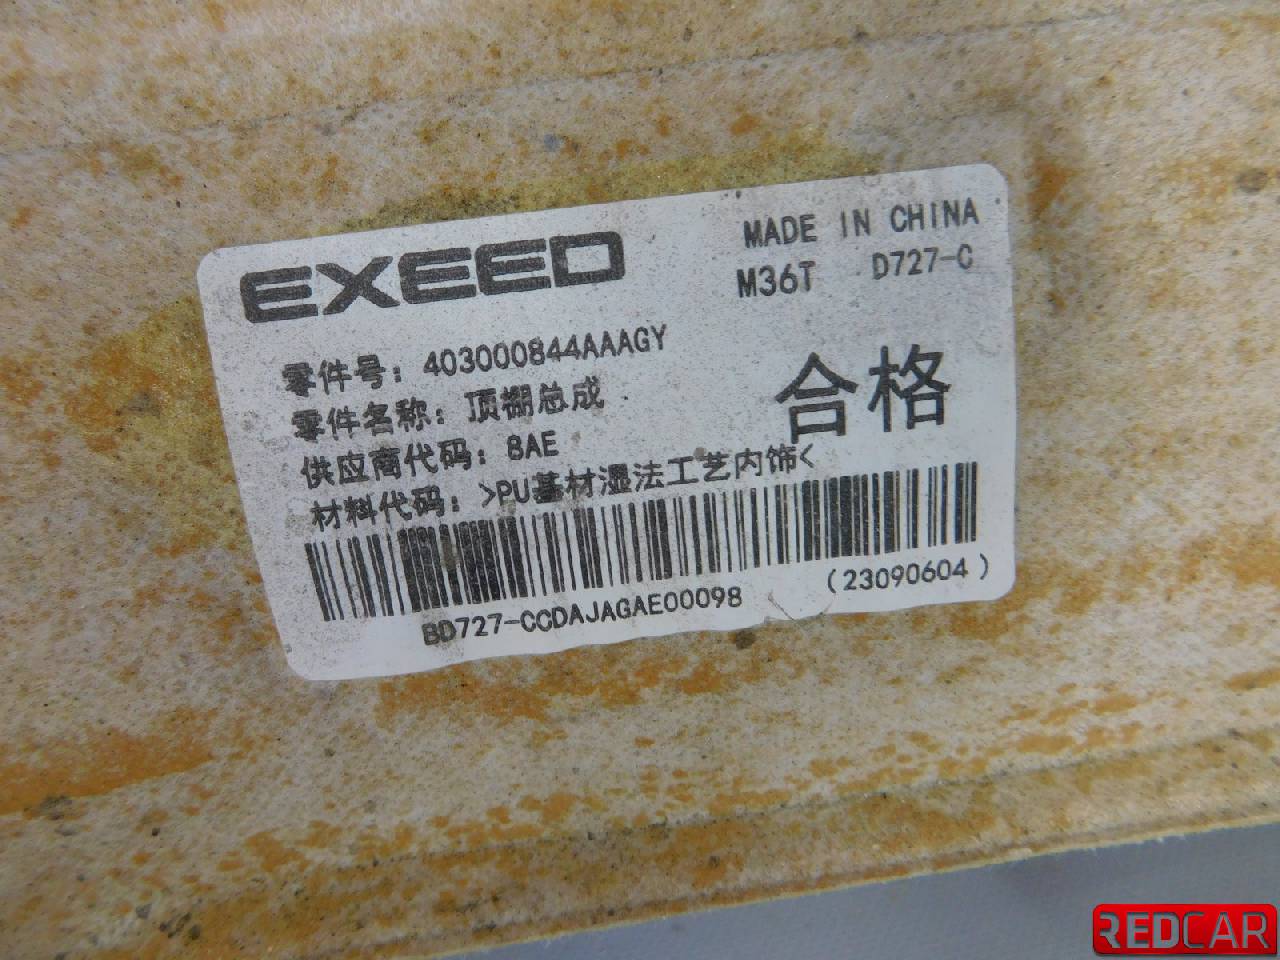 EXEED
MADE IN CHINA
M36T D727-C
零件号: 403000844AAAGY
零件名称: 顶棚总成
合格
供应商代码: 8AE
材料代码: >PU基材湿法工艺内饰<
BD727-CCDAJAGAE00098 (23090604)
REDCAR